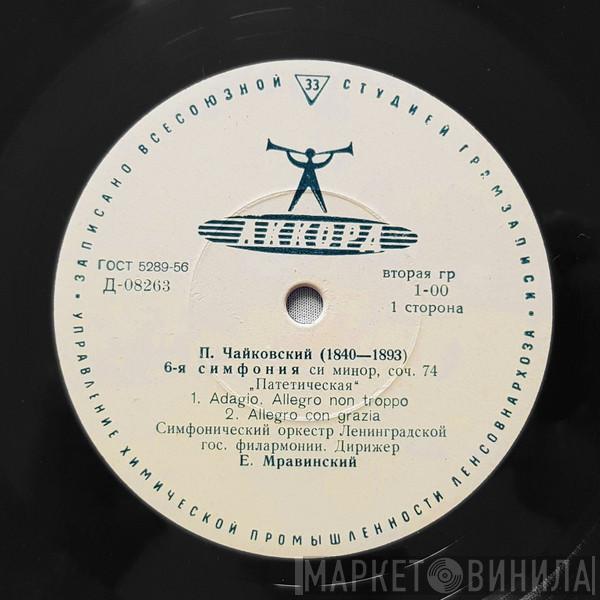 ЗАПИСАНО ВСЕСОЮЗНОЙ 33 СТУДИЕЙ ГРАМЗАПИСИ
АККОРД
ГОСТ 5289-56
Д-08263
вторая гр
1-00
1 сторона
П. Чайковский (1840—1893)
6-я симфония си минор, соч. 74
„Патетическая“
1. Adagio. Allegro non troppo
2. Allegro con grazia
Симфонический оркестр Ленинградской
гос. филармонии. Дирижер
Е. Мравинский
УПРАВЛЕНИЕ ХИМИЧЕСКОЙ ПРОМЫШЛЕННОСТИ ЛЕНСОВНАРХОЗА
МАРКЕТ ВИНИЛА